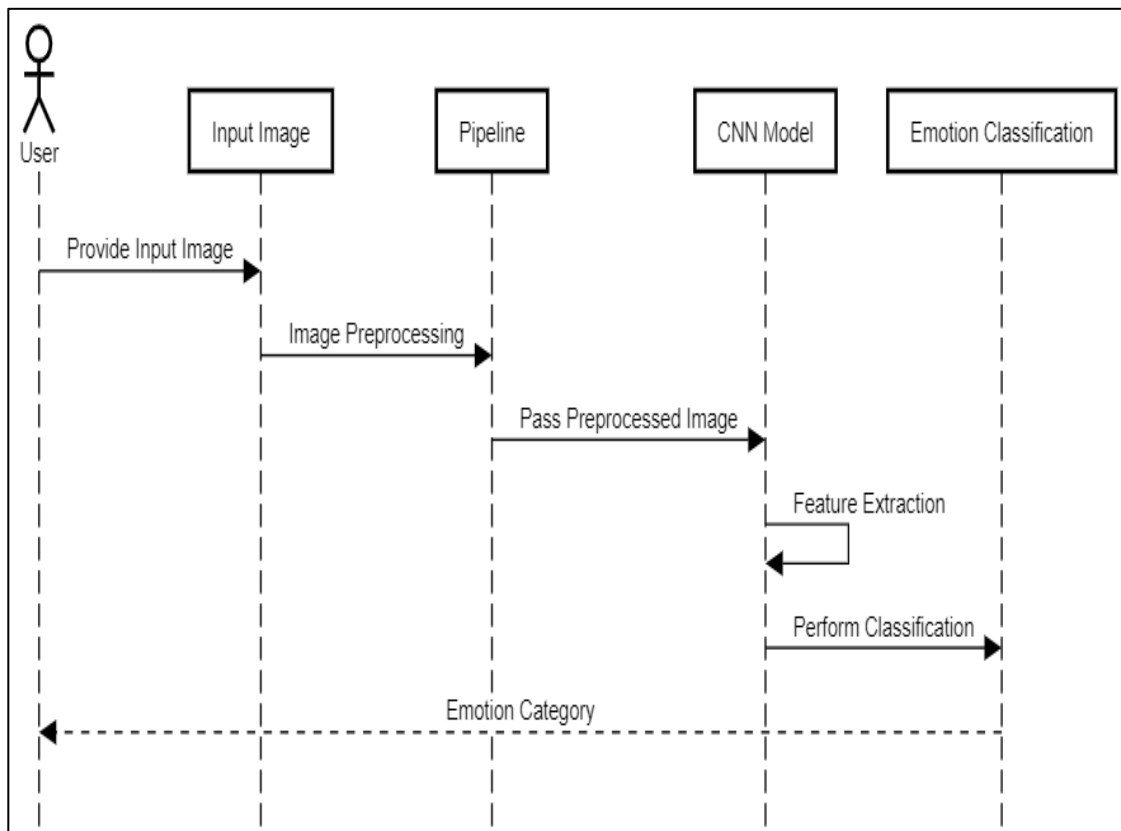 User
Input Image
Pipeline
CNN Model
Emotion Classification
Provide Input Image
Image Preprocessing
Pass Preprocessed Image
Feature Extraction
Perform Classification
Emotion Category